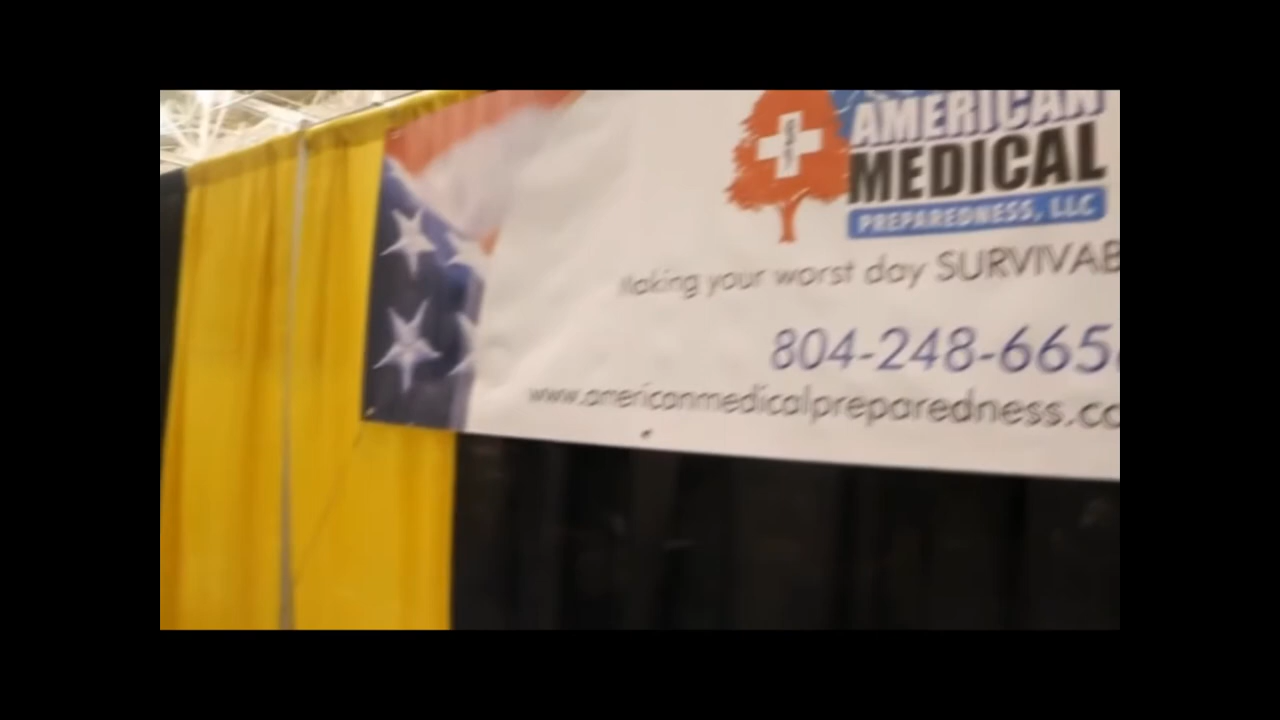 AMERICAN
MEDICAL
PREPAREDNESS, LLC
Making your worst day SURVIVAB
804-248-665
www.americanmedicalpreparedness.co